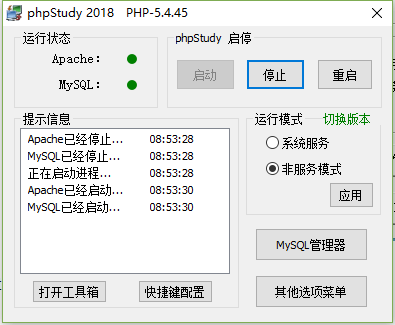 phpStudy 2018 PHP-5.4.45
运行状态
Apache:
MySQL:
phpStudy 启停
启动 停止 重启
提示信息
Apache已经停止... 08:53:28
MySQL已经停止... 08:53:28
正在启动进程... 08:53:28
Apache已经启动... 08:53:30
MySQL已经启动... 08:53:30
运行模式 切换版本
系统服务
非服务模式
应用
MySQL管理器
打开工具箱 快捷键配置 其他选项菜单